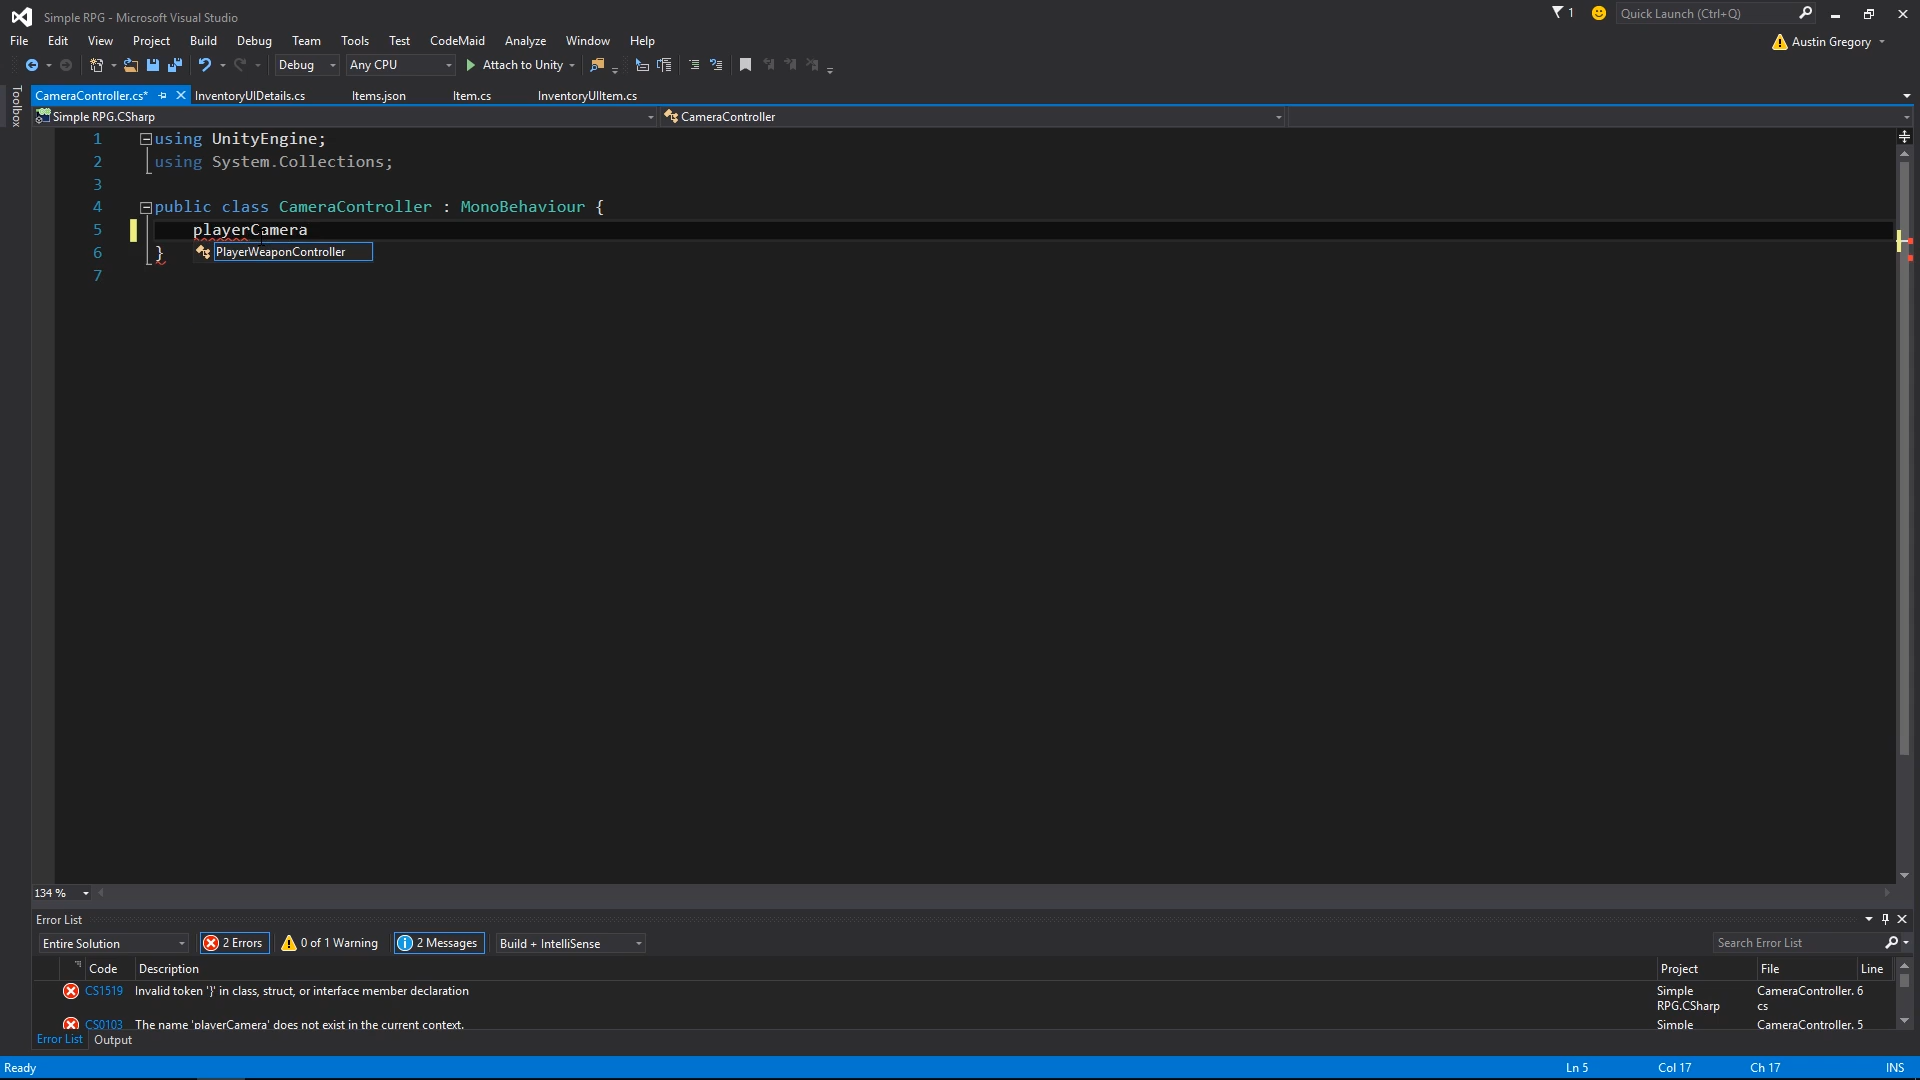 Simple RPG - Microsoft Visual Studio
1
Quick Launch (Ctrl+Q)
File Edit View Project Build Debug Team Tools Test CodeMaid Analyze Window Help
Austin Gregory
Debug Any CPU Attach to Unity
Toolbox
CameraController.cs* InventoryUIDetails.cs Items.json Item.cs InventoryUIItem.cs
Simple RPG.CSharp CameraController
1 using UnityEngine;
2 using System.Collections;
3
4 public class CameraController : MonoBehaviour {
5 playerCamera
6 }
PlayerWeaponController
7
134 %
Error List
Entire Solution 2 Errors 0 of 1 Warning 2 Messages Build + IntelliSense Search Error List
Code Description Project File Line
CS1519 Invalid token '}' in class, struct, or interface member declaration Simple RPG.CSharp CameraController.cs 6
CS0103 The name 'playerCamera' does not exist in the current context. Simple CameraController. 5
Error List Output
Ready Ln 5 Col 17 Ch 17 INS